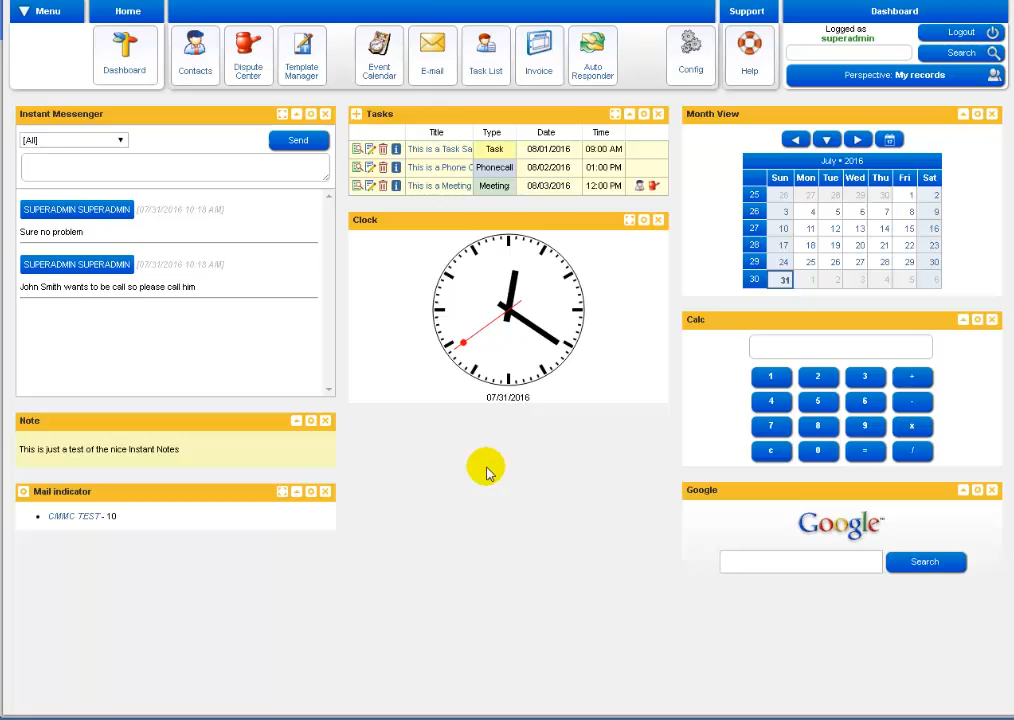 Menu
Home
Support
Dashboard
Dashboard
Contacts
Dispute Center
Template Manager
Event Calendar
E-mail
Task List
Invoice
Auto Responder
Config
Help
Logged as
superadmin
Logout
Search
Perspective: My records
Instant Messenger
[All]
Send
SUPERADMIN SUPERADMIN [07/31/2016 10:18 AM]
Sure no problem
SUPERADMIN SUPERADMIN [07/31/2016 10:18 AM]
John Smith wants to be call so please call him
Note
This is just a test of the nice Instant Notes
Mail indicator
CMMC TEST - 10
Tasks
Title Type Date Time
This is a Task Sa Task 08/01/2016 09:00 AM
This is a Phone C Phonecall 08/02/2016 01:00 PM
This is a Meeting Meeting 08/03/2016 12:00 PM
Clock
07/31/2016
Month View
July • 2016
Sun Mon Tue Wed Thu Fri Sat
25 26 27 28 29 30 1 2
26 3 4 5 6 7 8 9
27 10 11 12 13 14 15 16
28 17 18 19 20 21 22 23
29 24 25 26 27 28 29 30
30 31 1 2 3 4 5 6
Calc
1 2 3 +
4 5 6 -
7 8 9 x
c 0 = /
Google
Google™
Search